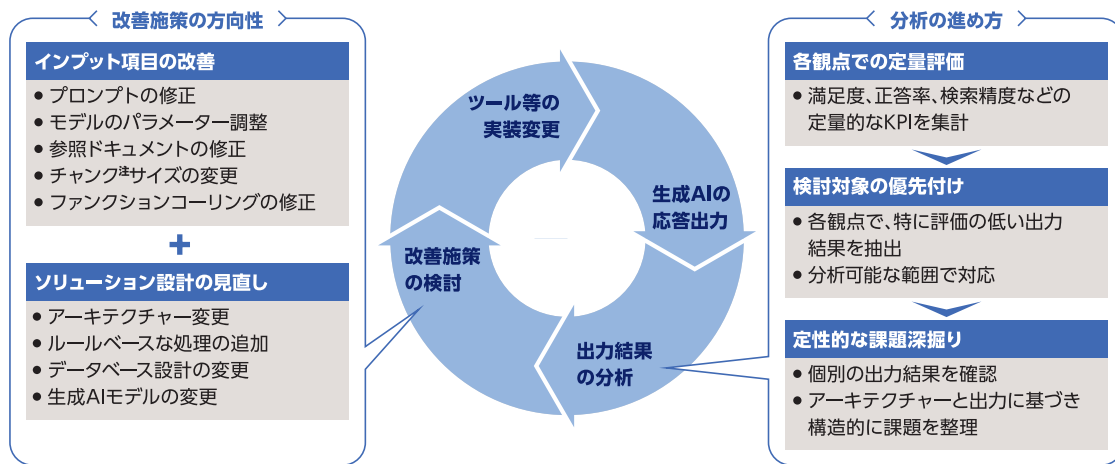 改善施策の方向性
インプット項目の改善
• プロンプトの修正
• モデルのパラメーター調整
• 参照ドキュメントの修正
• チャンク注サイズの変更
• ファンクションコーリングの修正
+
ソリューション設計の見直し
• アーキテクチャー変更
• ルールベースな処理の追加
• データベース設計の変更
• 生成AIモデルの変更
ツール等の
実装変更
生成AIの
応答出力
出力結果
の分析
改善施策
の検討
分析の進め方
各観点での定量評価
• 満足度、正答率、検索精度などの
定量的なKPIを集計
検討対象の優先付け
• 各観点で、特に評価の低い出力
結果を抽出
• 分析可能な範囲で対応
定性的な課題深掘り
• 個別の出力結果を確認
• アーキテクチャーと出力に基づき
構造的に課題を整理